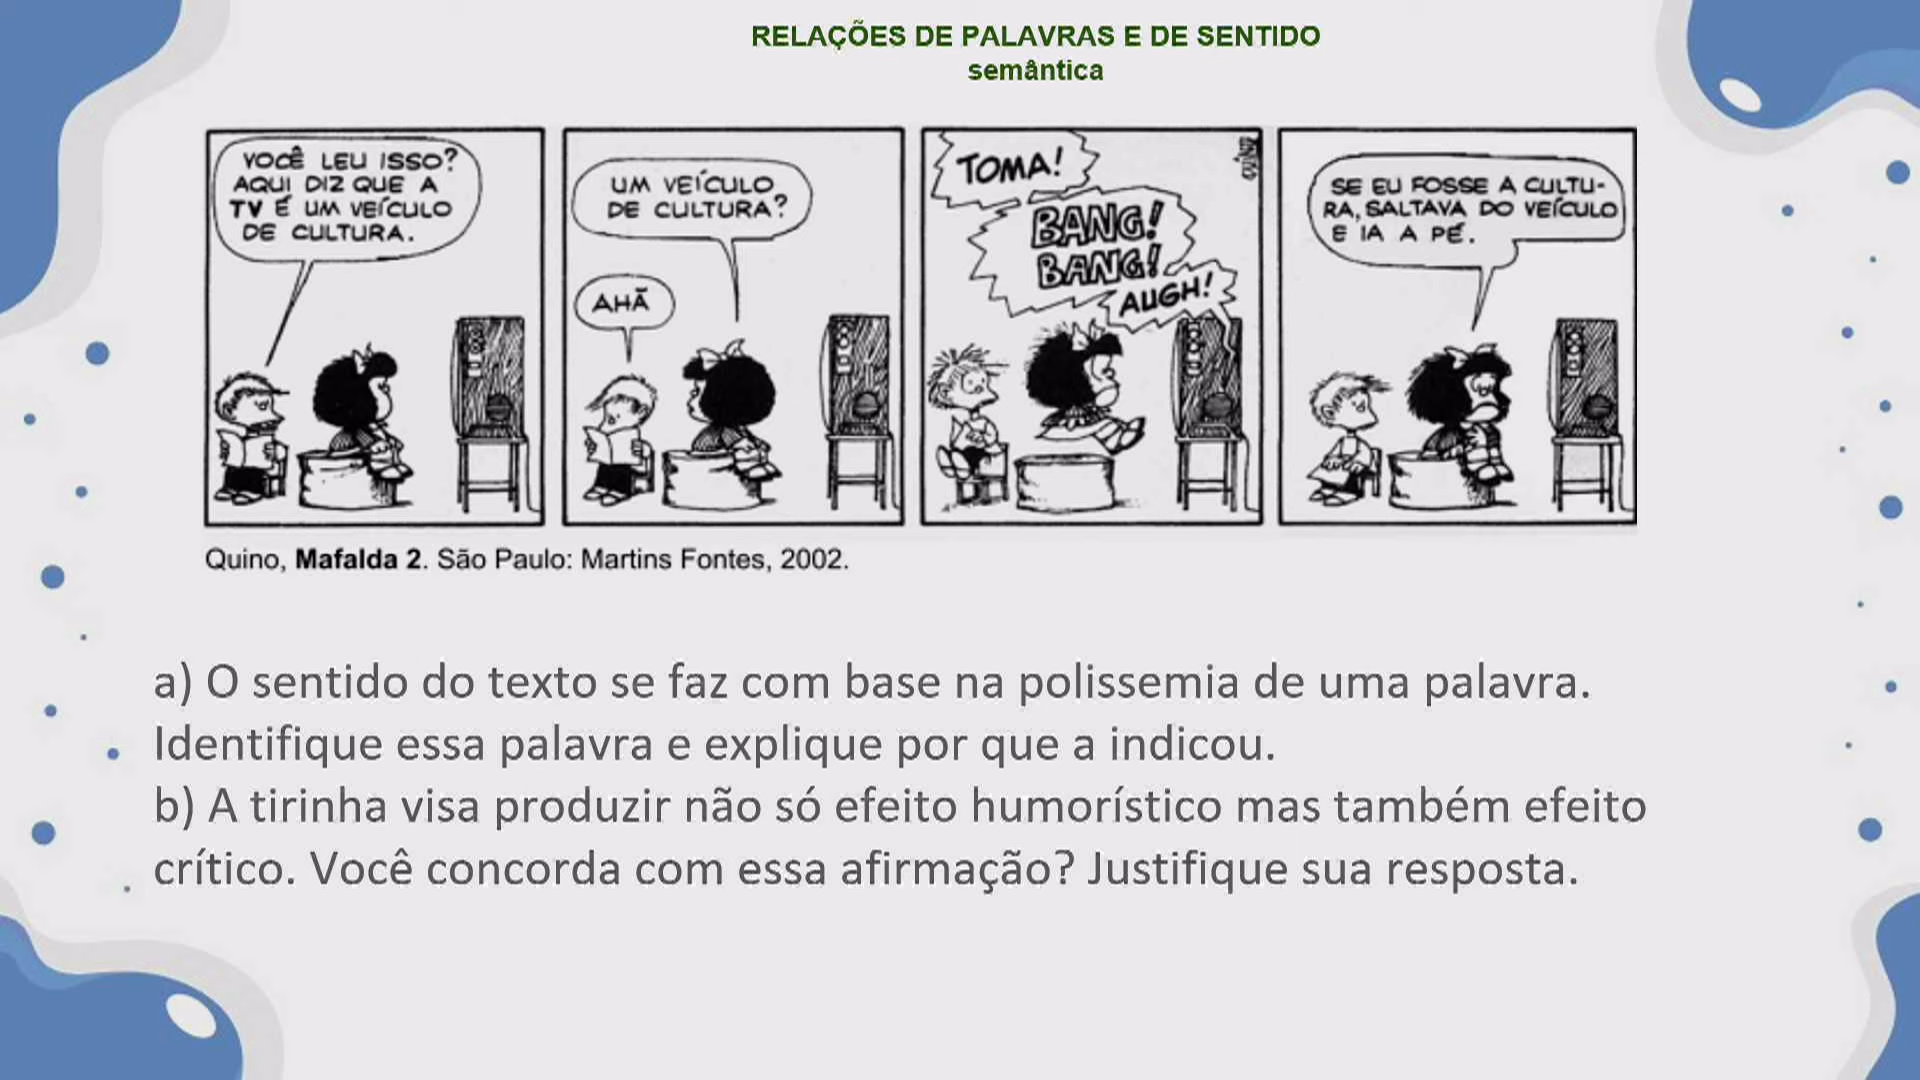 RELAÇÕES DE PALAVRAS E DE SENTIDO
semântica
VOCÊ LEU ISSO?
AQUI DIZ QUE A
TV É UM VEÍCULO
DE CULTURA.
UM VEÍCULO
DE CULTURA?
AHÃ
TOMA!
BANG!
BANG!
AUGH!
SE EU FOSSE A CULTU-
RA, SALTAVA DO VEÍCULO
E IA A PÉ.
Quino, Mafalda 2. São Paulo: Martins Fontes, 2002.
a) O sentido do texto se faz com base na polissemia de uma palavra.
Identifique essa palavra e explique por que a indicou.
b) A tirinha visa produzir não só efeito humorístico mas também efeito
crítico. Você concorda com essa afirmação? Justifique sua resposta.